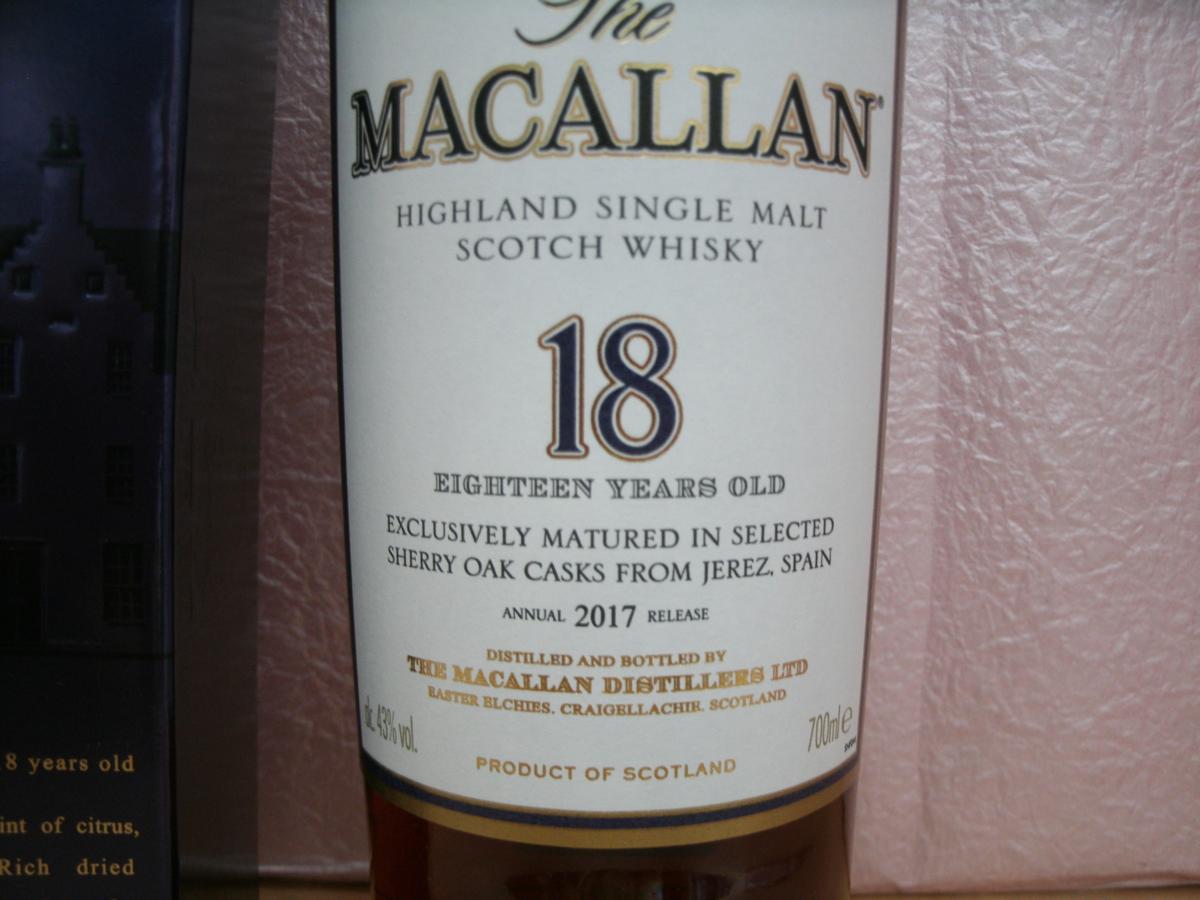 The
MACALLAN
HIGHLAND SINGLE MALT
SCOTCH WHISKY
18
EIGHTEEN YEARS OLD
EXCLUSIVELY MATURED IN SELECTED
SHERRY OAK CASKS FROM JEREZ, SPAIN
ANNUAL 2017 RELEASE
DISTILLED AND BOTTLED BY
THE MACALLAN DISTILLERS LTD
EASTER ELCHIES, CRAIGELLACHIE, SCOTLAND
alc. 43% vol.
700ml e
PRODUCT OF SCOTLAND
8 years old
int of citrus,
Rich dried